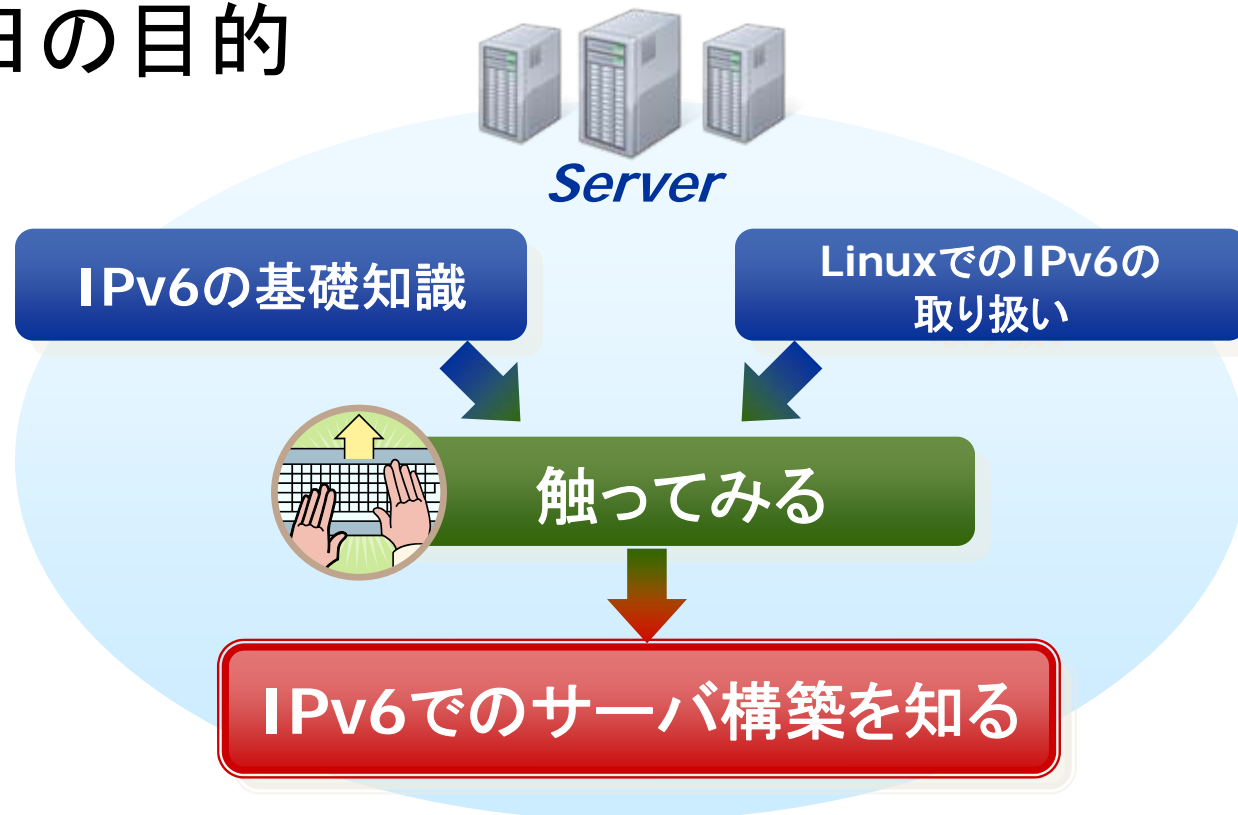 日の目的
Server
IPv6の基礎知識
LinuxでのIPv6の
取り扱い
触ってみる
IPv6でのサーバ構築を知る